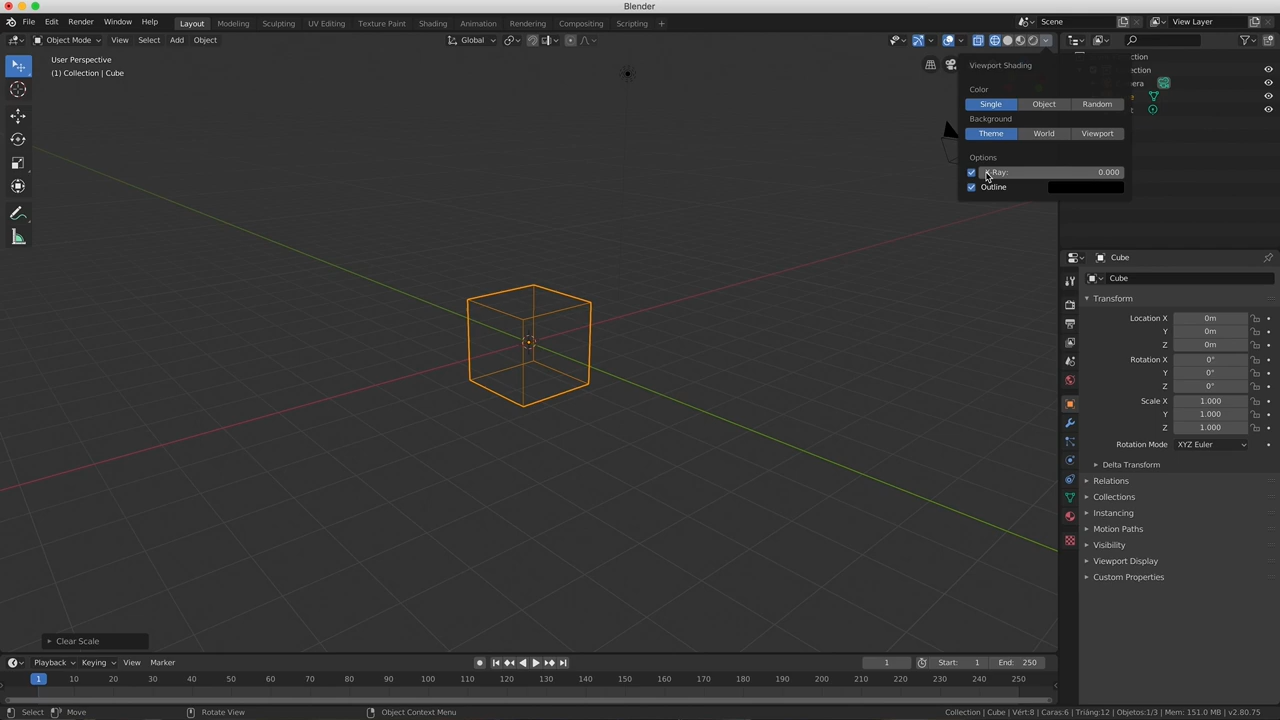 Blender
File Edit Render Window Help Layout Modeling Sculpting UV Editing Texture Paint Shading Animation Rendering Compositing Scripting + Scene View Layer
Object Mode View Select Add Object Global
User Perspective
(1) Collection | Cube
Viewport Shading
Color
Single Object Random
Background
Theme World Viewport
Options
-Ray: 0.000
Outline
Cube
Cube
Transform
Location X 0m
Y 0m
Z 0m
Rotation X 0°
Y 0°
Z 0°
Scale X 1.000
Y 1.000
Z 1.000
Rotation Mode XYZ Euler
Delta Transform
Relations
Collections
Instancing
Motion Paths
Visibility
Viewport Display
Custom Properties
Clear Scale
Playback Keying View Marker 1 Start: 1 End: 250
1 10 20 30 40 50 60 70 80 90 100 110 120 130 140 150 160 170 180 190 200 210 220 230 240 250
Select Move Rotate View Object Context Menu Collection | Cube | Vért:8 | Caras:6 | Triáng:12 | Objetos:1/3 | Mem: 151.0 MB | v2.80.75